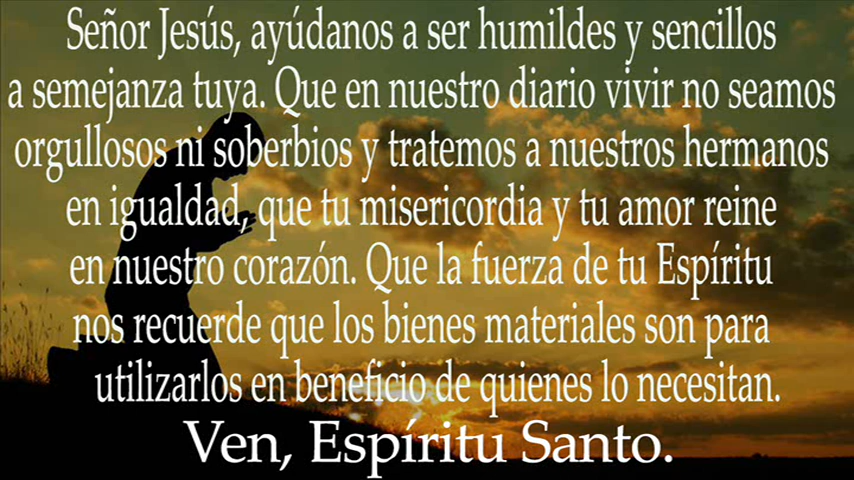 Señor Jesús, ayúdanos a ser humildes y sencillos
a semejanza tuya. Que en nuestro diario vivir no seamos
orgullosos ni soberbios y tratemos a nuestros hermanos
en igualdad, que tu misericordia y tu amor reine
en nuestro corazón. Que la fuerza de tu Espíritu
nos recuerde que los bienes materiales son para
utilizarlos en beneficio de quienes lo necesitan.
Ven, Espíritu Santo.